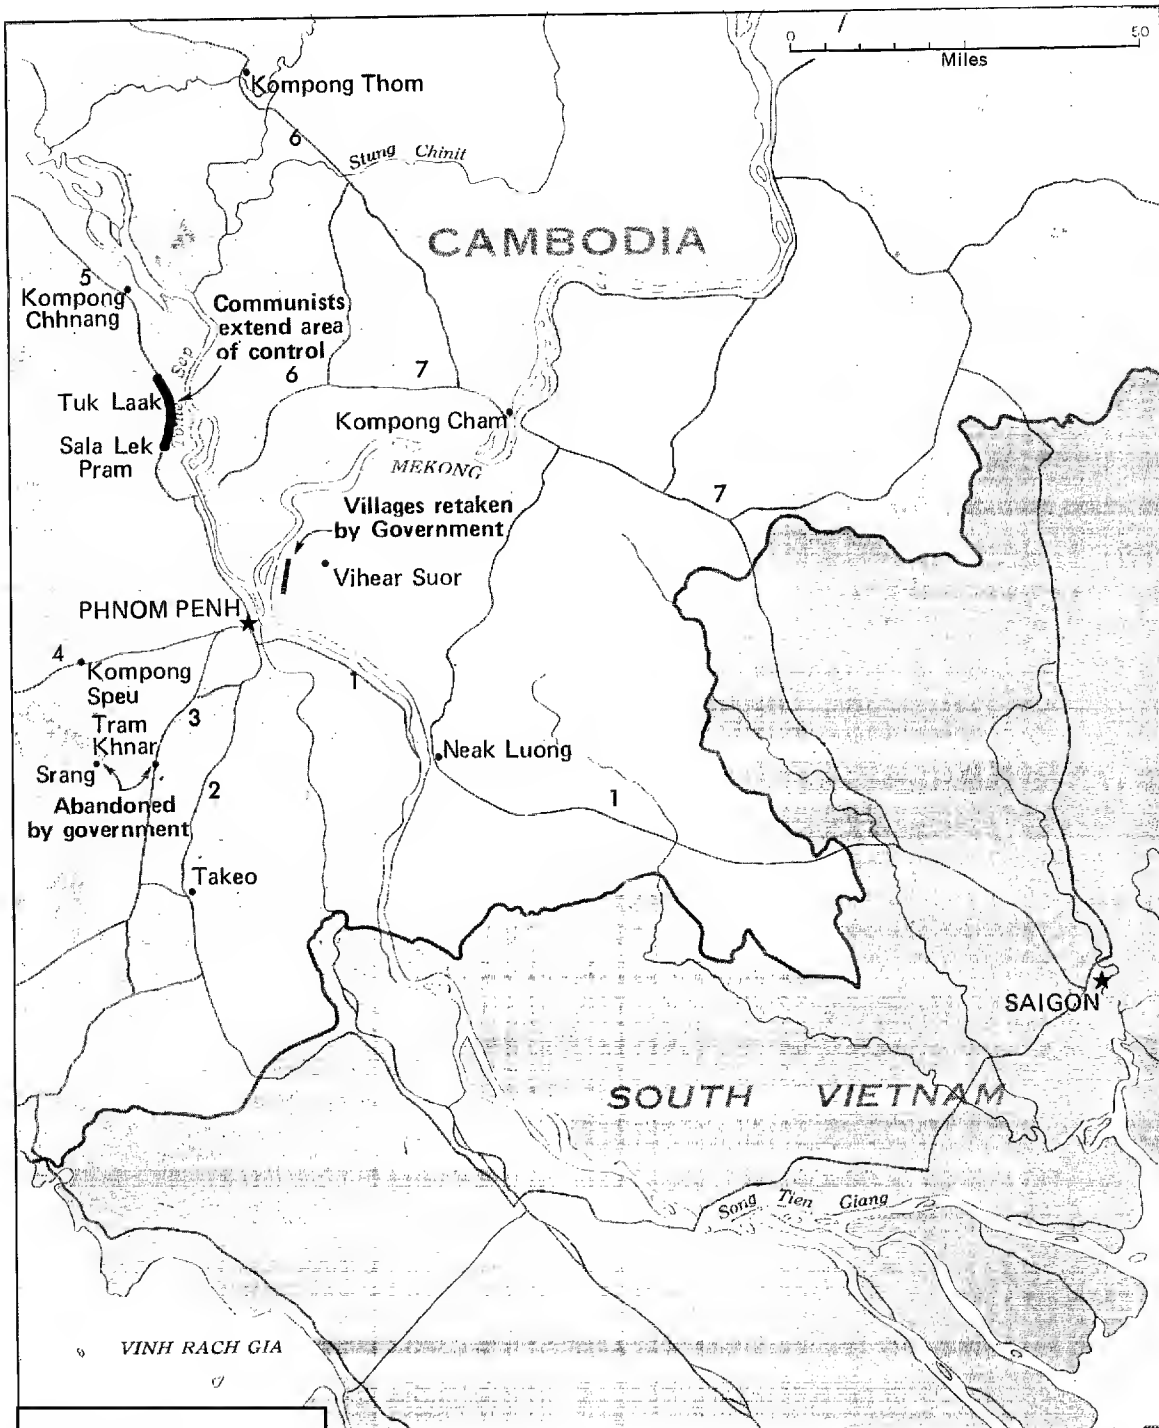 0 50
Miles
Kompong Thom
6
Stung Chinit
CAMBODIA
5
Kompong
Chhnang
Communists
extend area
of control
Sap
6
7
Tuk Laak
Tonle
Kompong Cham
Sala Lek
Pram
MEKONG
7
Villages retaken
by Government
Vihear Suor
PHNOM PENH
4
Kompong
Speu
1
3
Tram
Khnar
Neak Luong
Srang
2
1
Abandoned
by government
Takeo
SAIGON
SOUTH VIETNAM
Song Tien Giang
VINH RACH GIA